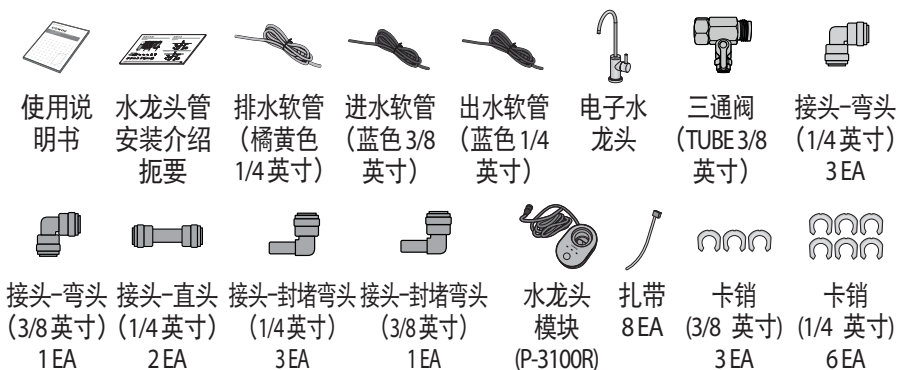 使用说
明书
水龙头管
安装介绍
扼要
排水软管
（橘黄色
1/4 英寸）
进水软管
（蓝色 3/8
英寸）
出水软管
（蓝色 1/4
英寸）
电子水
龙头
三通阀
（TUBE 3/8
英寸）
接头-弯头
（1/4 英寸）
3 EA
接头-弯头
（3/8 英寸）
1 EA
接头-直头
（1/4 英寸）
2 EA
接头-封堵弯头
（1/4 英寸）
3 EA
接头-封堵弯头
（3/8 英寸）
1 EA
水龙头
模块
(P-3100R)
扎带
8 EA
卡销
(3/8 英寸)
3 EA
卡销
(1/4 英寸)
6 EA